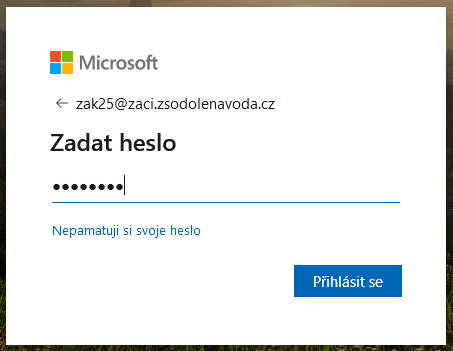 Microsoft
← zak25@zaci.zsodolenavoda.cz
Zadat heslo
••••••••
Nepamatuji si svoje heslo
Přihlásit se